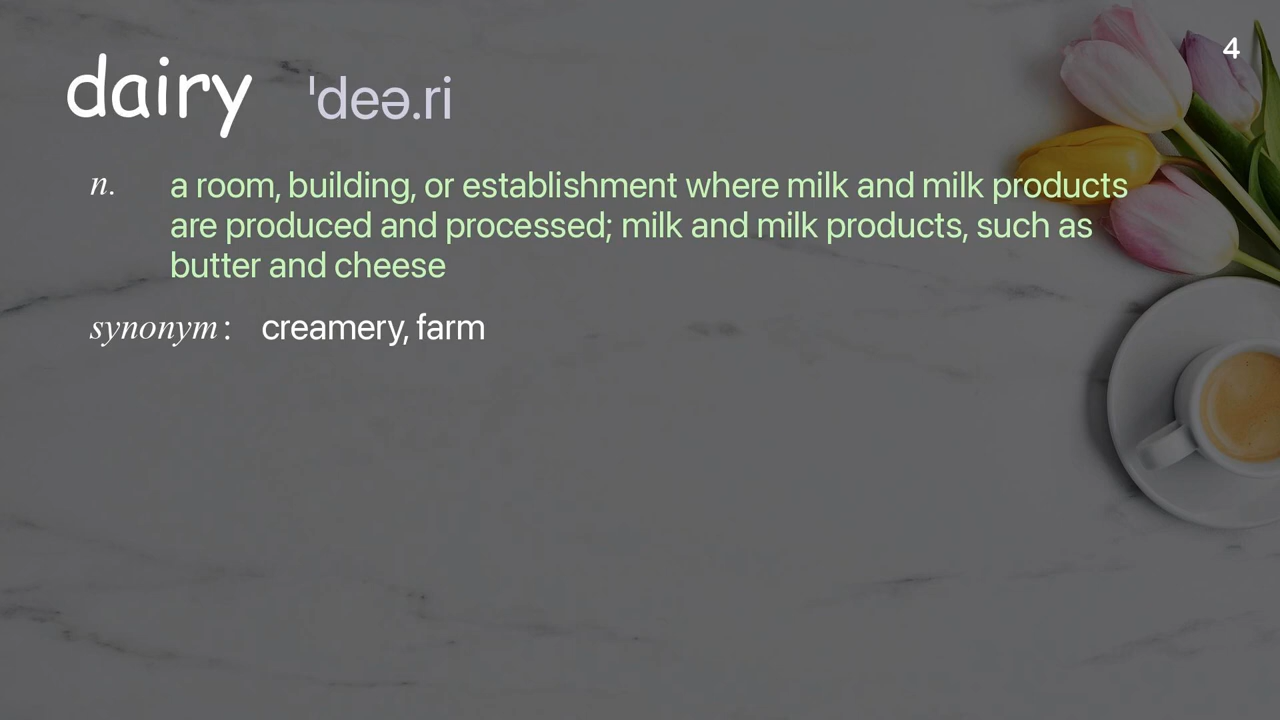 4
dairy ˈdeə.ri
n. a room, building, or establishment where milk and milk products
are produced and processed; milk and milk products, such as
butter and cheese
synonym: creamery, farm